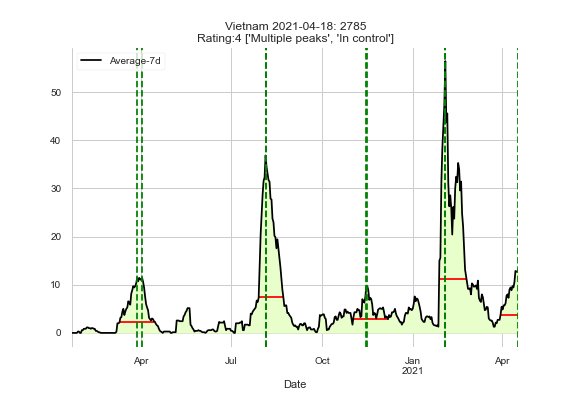 Vietnam 2021-04-18: 2785
Rating:4 ['Multiple peaks', 'In control']
Average-7d
50
40
30
20
10
0
Apr Jul Oct Jan Apr
2021
Date